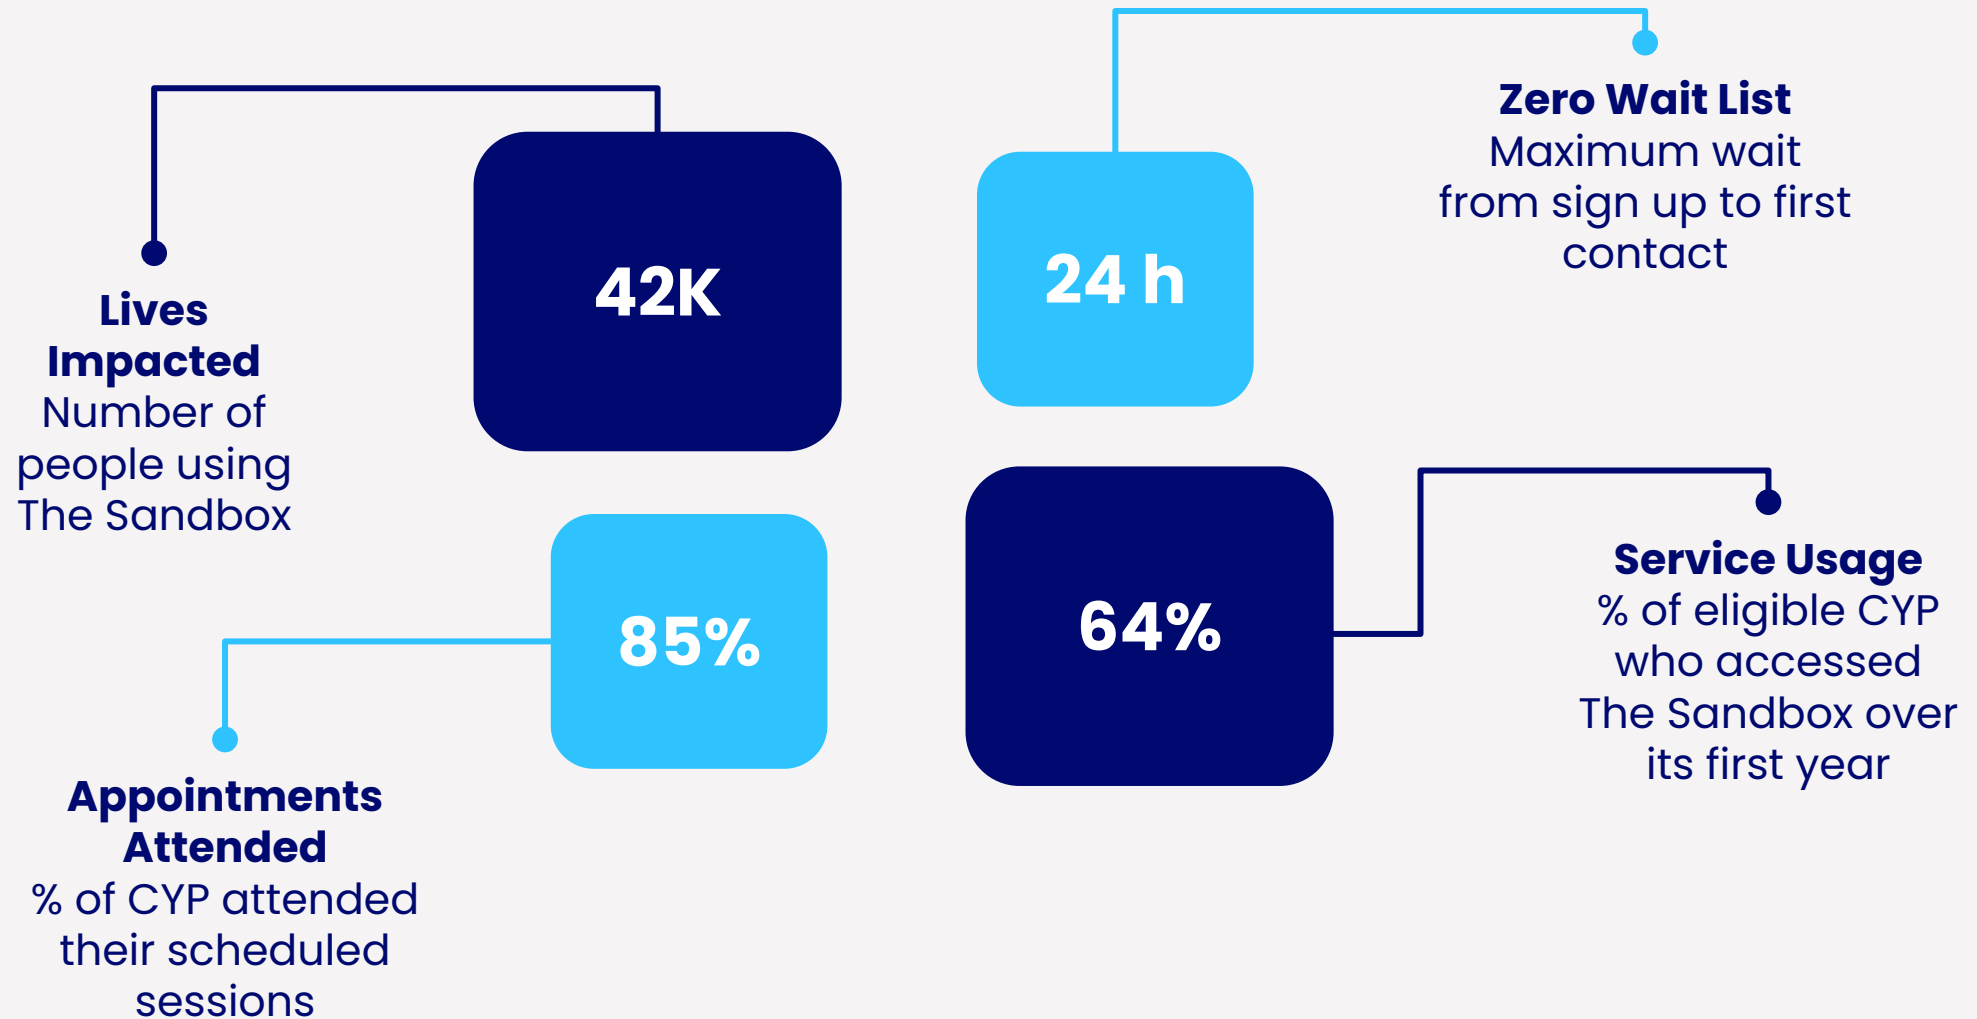 42K
Lives
Impacted
Number of
people using
The Sandbox
24 h
Zero Wait List
Maximum wait
from sign up to first
contact
85%
Appointments
Attended
% of CYP attended
their scheduled
sessions
64%
Service Usage
% of eligible CYP
who accessed
The Sandbox over
its first year